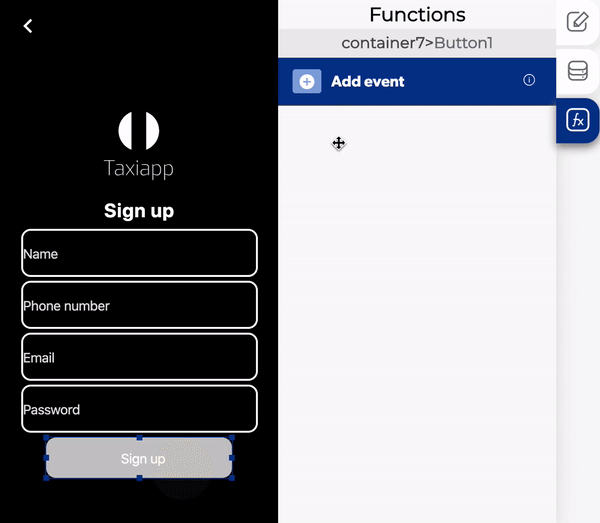 Taxiapp
Sign up
Name
Phone number
Email
Password
Sign up
Functions
container7>Button1
Add event
fx